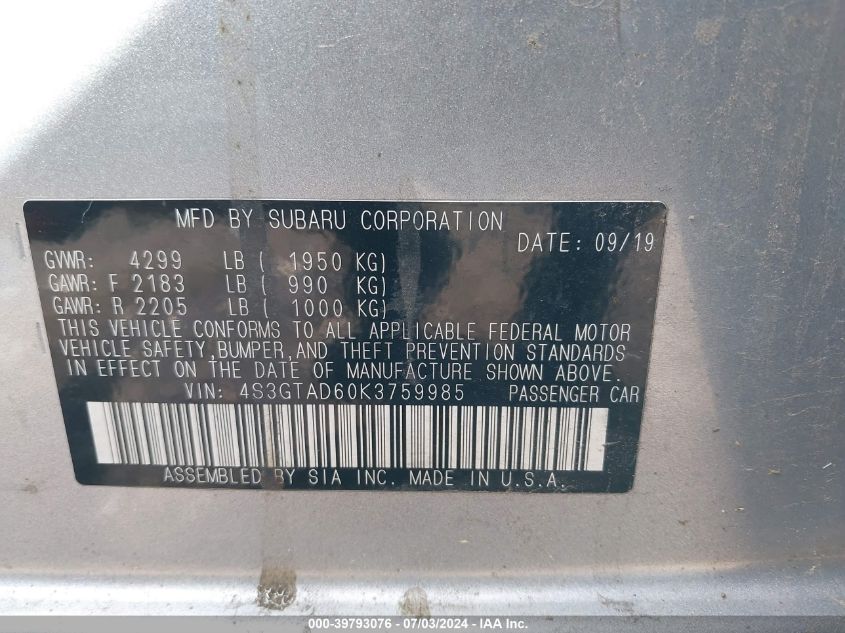 MFD BY SUBARU CORPORATION
DATE: 09/19
GVWR: 4299 LB ( 1950 KG)
GAWR: F 2183 LB ( 990 KG)
GAWR: R 2205 LB ( 1000 KG)
THIS VEHICLE CONFORMS TO ALL APPLICABLE FEDERAL MOTOR
VEHICLE SAFETY,BUMPER,AND THEFT PREVENTION STANDARDS
IN EFFECT ON THE DATE OF MANUFACTURE SHOWN ABOVE.
VIN: 4S3GTAD60K3759985 PASSENGER CAR
ASSEMBLED BY SIA INC. MADE IN U.S.A.
000-39793076 - 07/03/2024 - IAA Inc.